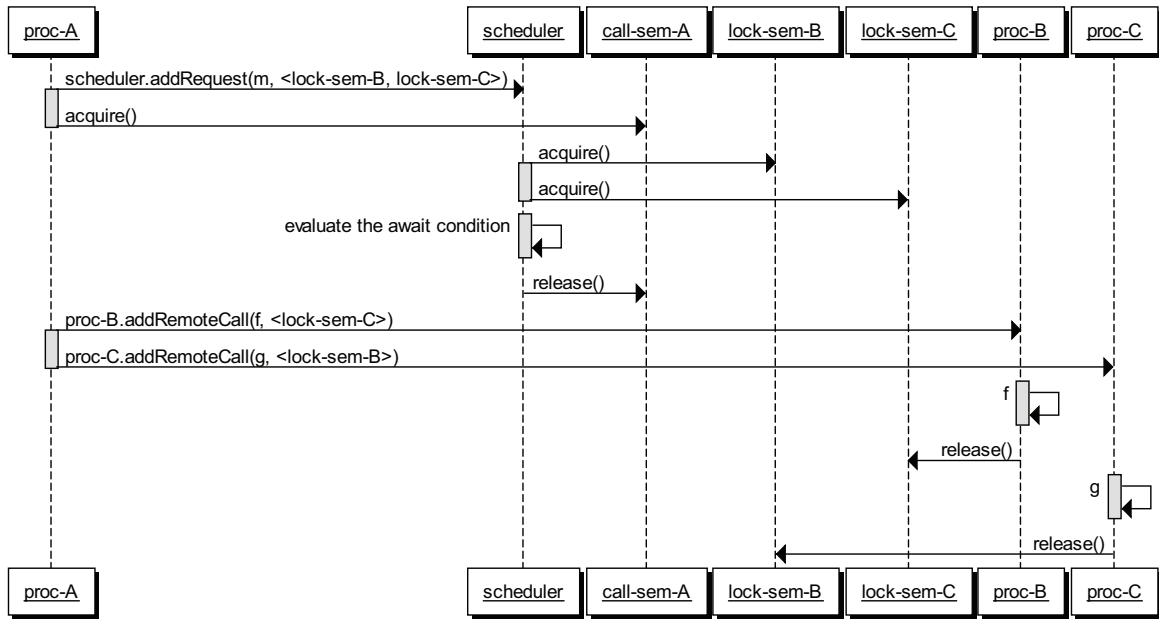 proc-A scheduler call-sem-A lock-sem-B lock-sem-C proc-B proc-C
scheduler.addRequest(m, <lock-sem-B, lock-sem-C>)
acquire()
acquire()
acquire()
evaluate the await condition
release()
proc-B.addRemoteCall(f, <lock-sem-C>)
proc-C.addRemoteCall(g, <lock-sem-B>)
f
release()
g
release()
proc-A scheduler call-sem-A lock-sem-B lock-sem-C proc-B proc-C